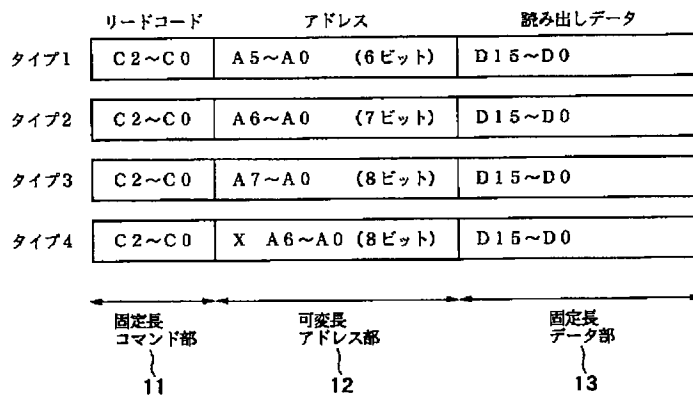 リードコード アドレス 読み出しデータ
タイプ1 C2~C0 A5~A0 (6ビット) D15~D0
タイプ2 C2~C0 A6~A0 (7ビット) D15~D0
タイプ3 C2~C0 A7~A0 (8ビット) D15~D0
タイプ4 C2~C0 X A6~A0 (8ビット) D15~D0
固定長 可変長 固定長
コマンド部 アドレス部 データ部
11 12 13